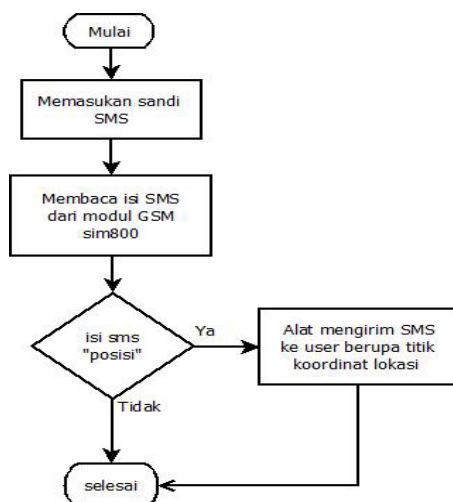 Mulai
Memasukan sandi
SMS
Membaca isi SMS
dari modul GSM
sim800
isi sms
"posisi"
Ya
Alat mengirim SMS
ke user berupa titik
koordinat lokasi
Tidak
selesai